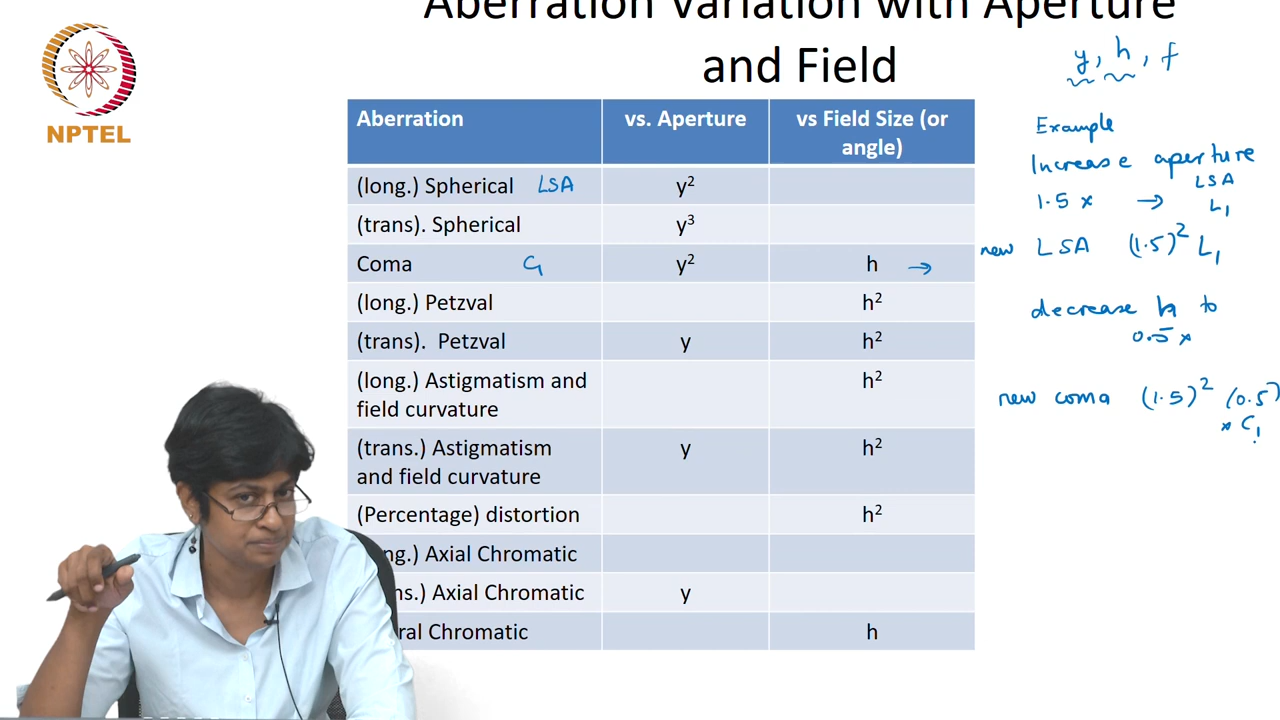 Aberration Variation with Aperture
and Field
NPTEL
y, h, f
Aberration vs. Aperture vs Field Size (or angle)
(long.) Spherical LSA y²
(trans). Spherical y³
Coma C₁ y² h →
(long.) Petzval h²
(trans). Petzval y h²
(long.) Astigmatism and
field curvature h²
(trans.) Astigmatism
and field curvature y h²
(Percentage) distortion h²
ng.) Axial Chromatic
ns.) Axial Chromatic y
ral Chromatic h
Example
Increase aperture
1.5 x → LSA
L₁
new LSA (1.5)² L₁
decrease h to
0.5 x
new coma (1.5)² (0.5)
x C₁